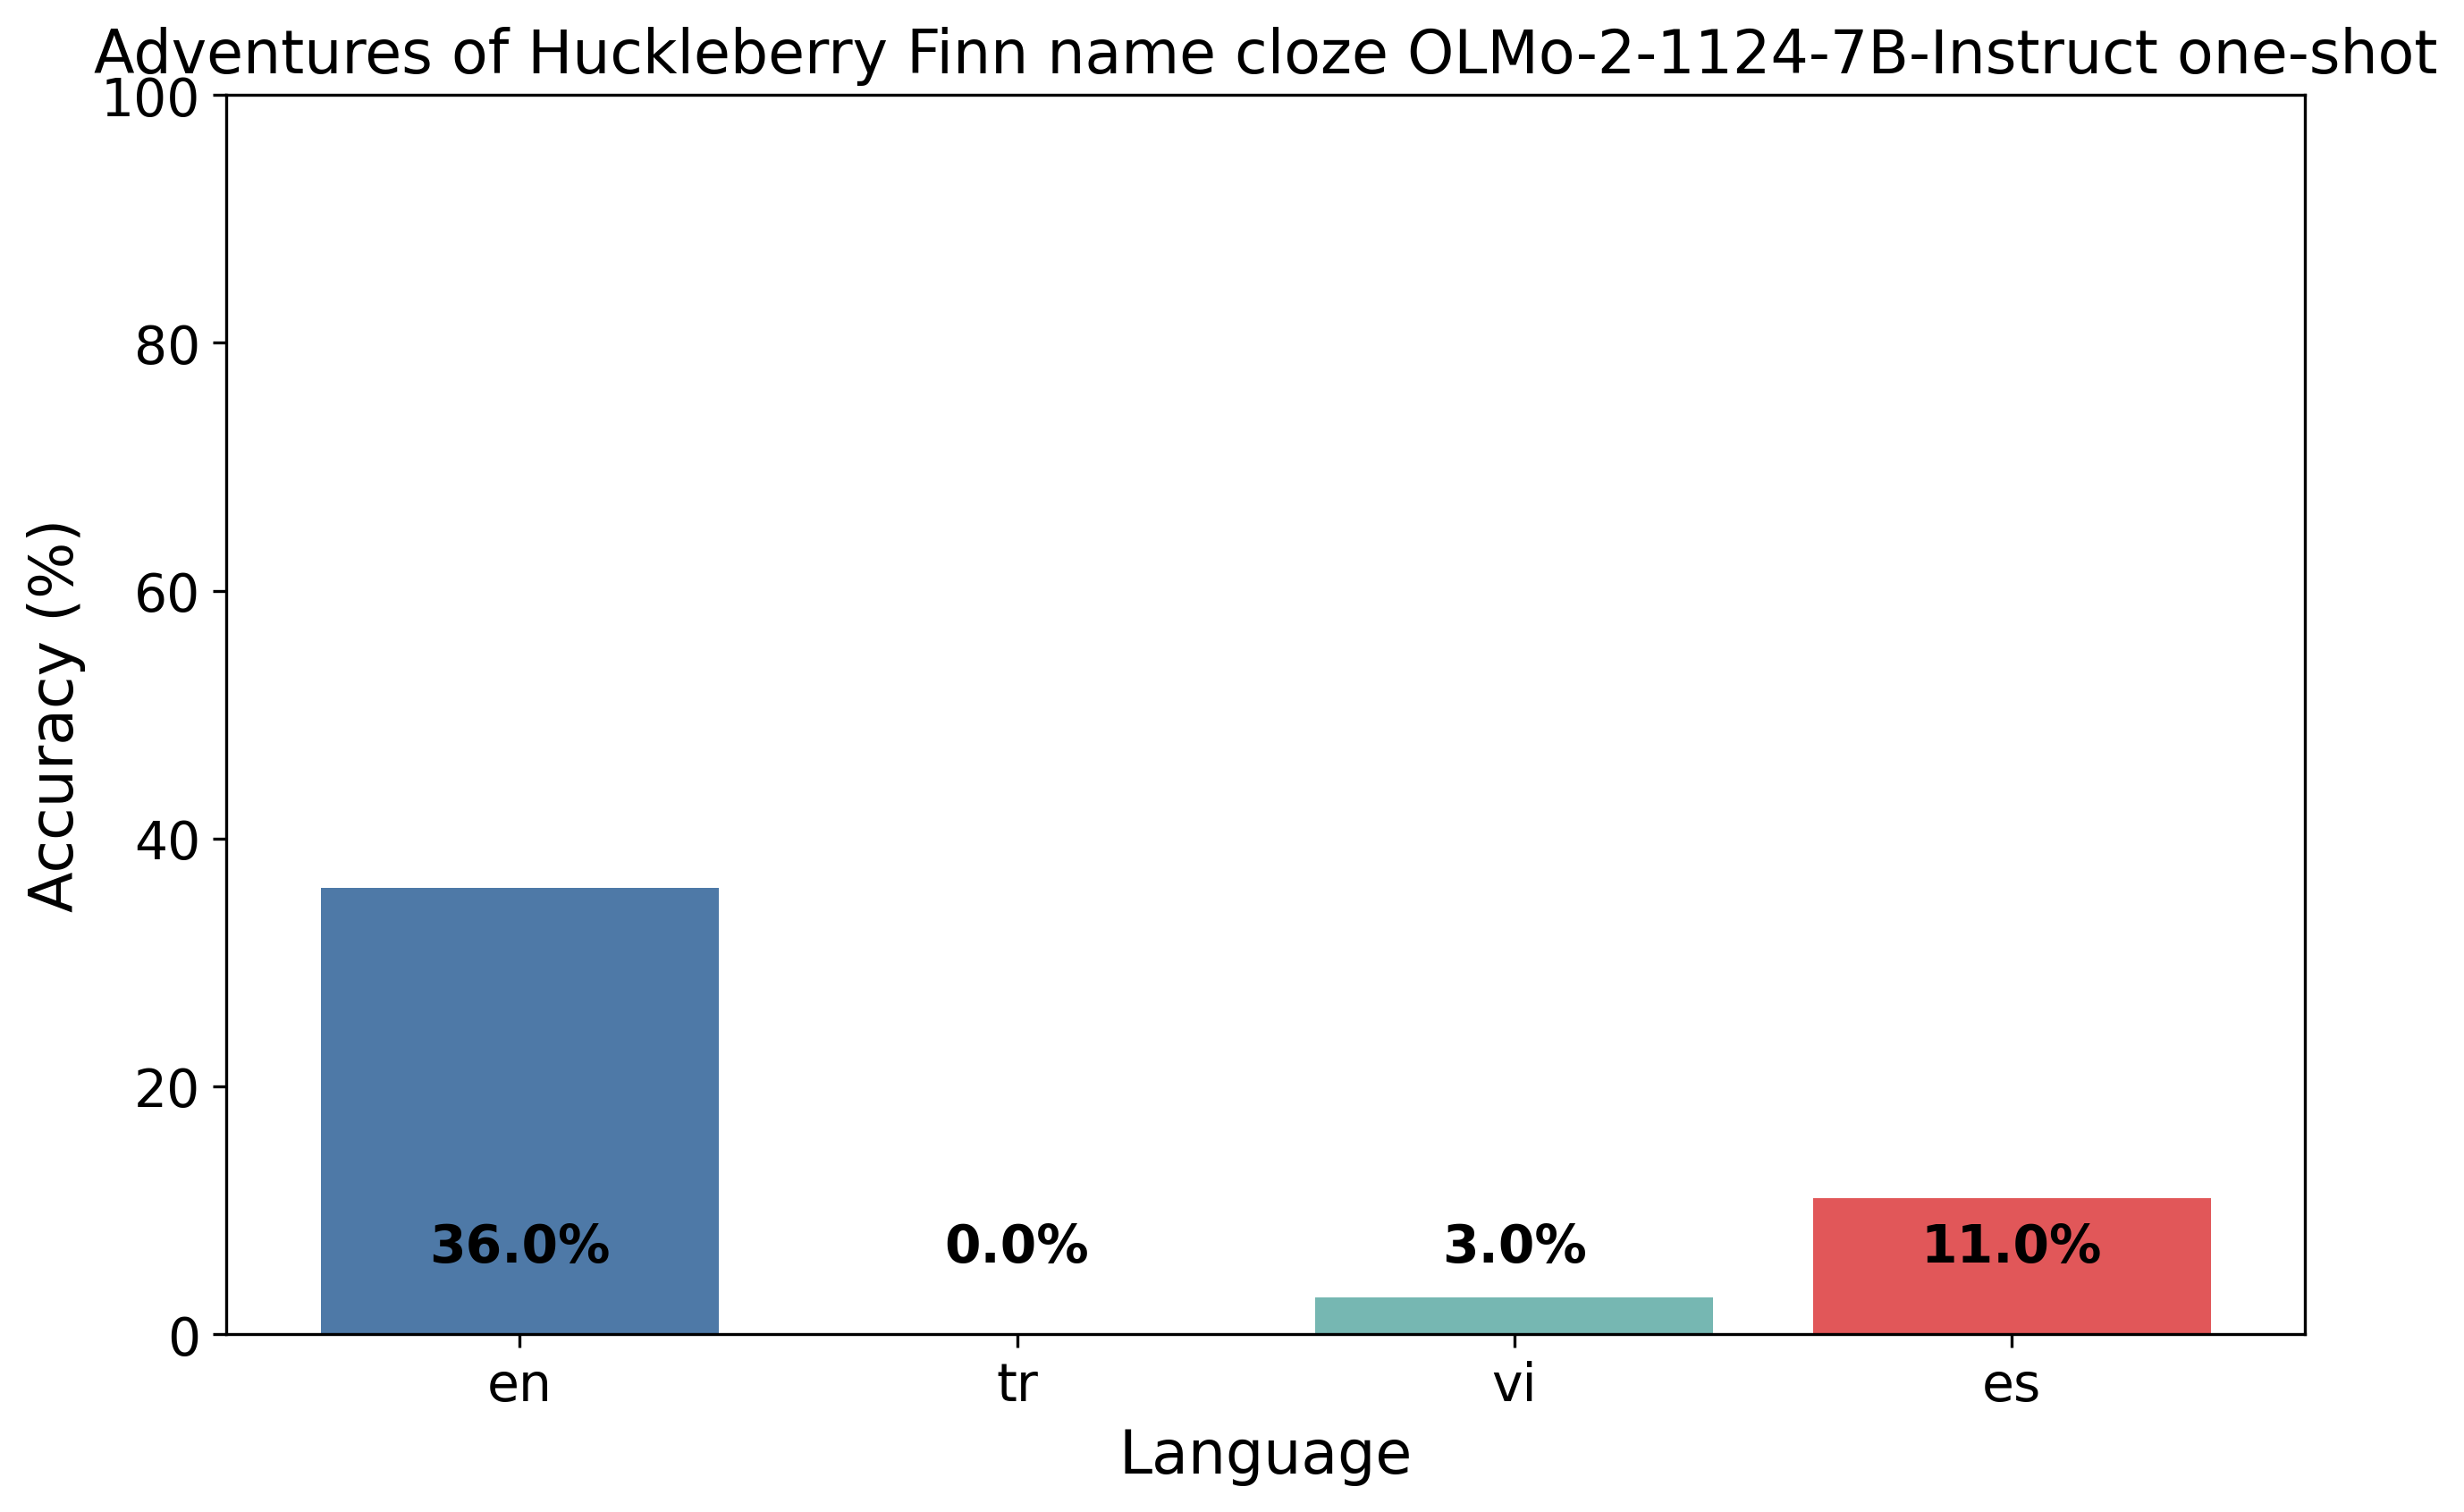 Adventures of Huckleberry Finn name cloze OLMo-2-1124-7B-Instruct one-shot
100
80
60
40
20
0
Accuracy (%)
36.0%
0.0%
3.0%
11.0%
en
tr
vi
es
Language